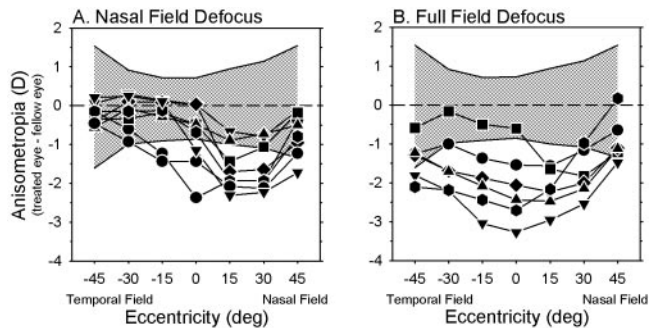 A. Nasal Field Defocus
B. Full Field Defocus
Anisometropia (D)
(treated eye - fellow eye)
2
1
0
-1
-2
-3
-4
-45 -30 -15 0 15 30 45
Temporal Field Nasal Field
Eccentricity (deg)
2
1
0
-1
-2
-3
-4
-45 -30 -15 0 15 30 45
Temporal Field Nasal Field
Eccentricity (deg)